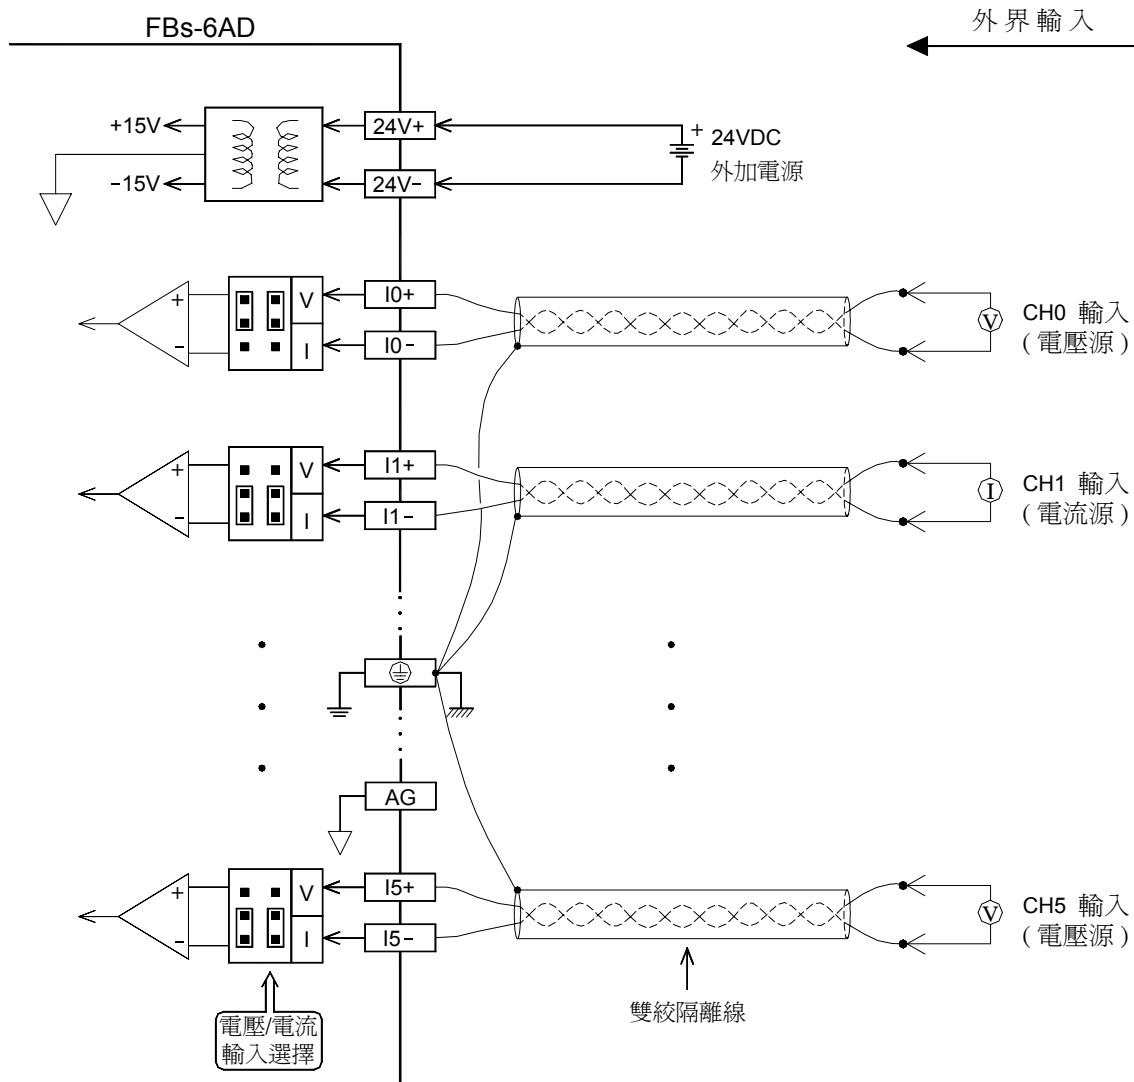 FBs-6AD
外界輸入
+15V
24V+
+ 24VDC
外加電源
−15V
24V−
+
V
I0+
CH0 輸入
V
−
I
I0−
(電壓源)
+
V
I1+
CH1 輸入
I
−
I
I1−
(電流源)
AG
+
V
I5+
CH5 輸入
V
−
I
I5−
(電壓源)
雙絞隔離線
電壓/電流
輸入選擇